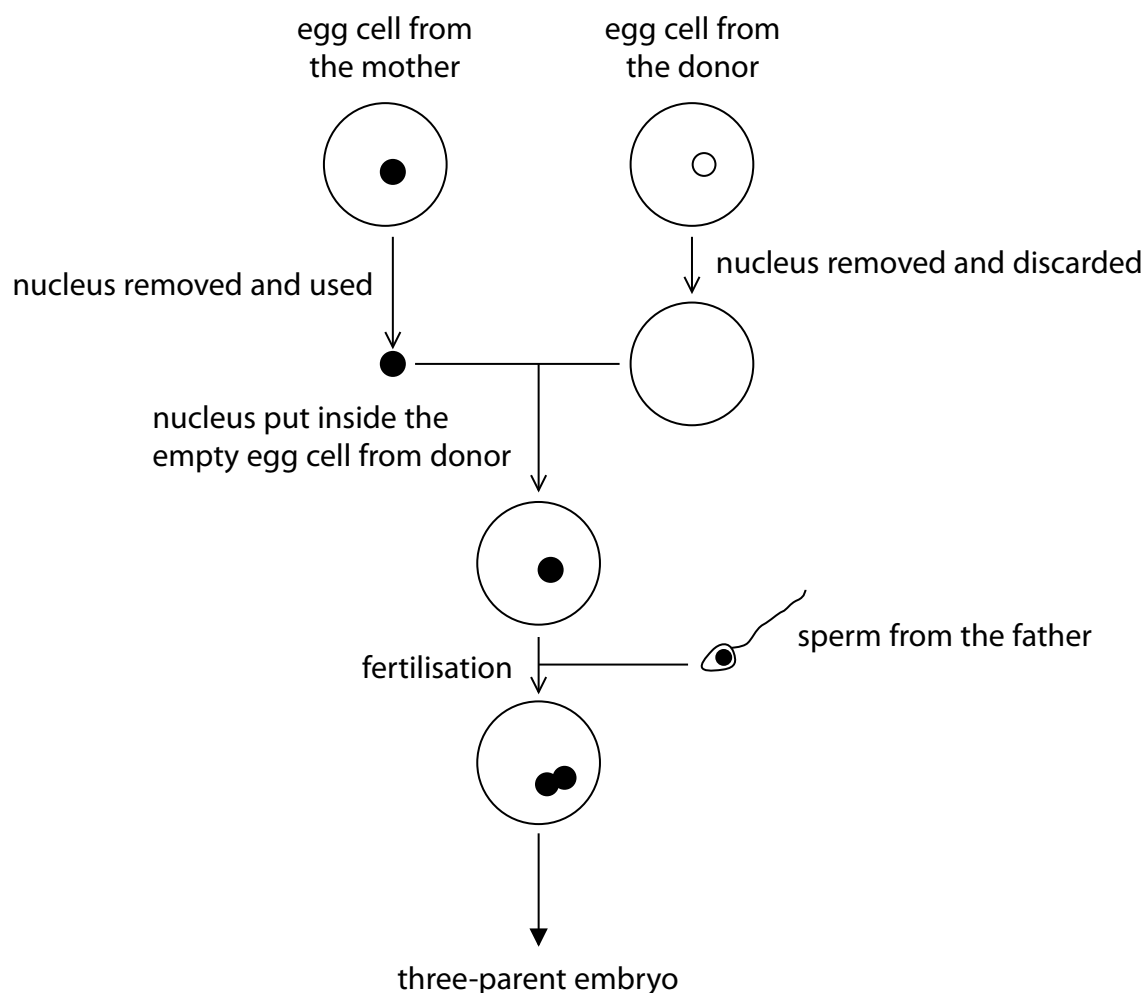 egg cell from
the mother
egg cell from
the donor
nucleus removed and used
nucleus removed and discarded
nucleus put inside the
empty egg cell from donor
sperm from the father
fertilisation
three-parent embryo